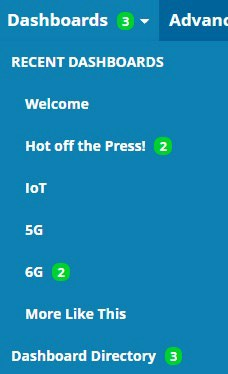 Dashboards 3 Advanc
RECENT DASHBOARDS
Welcome
Hot off the Press! 2
IoT
5G
6G 2
More Like This
Dashboard Directory 3